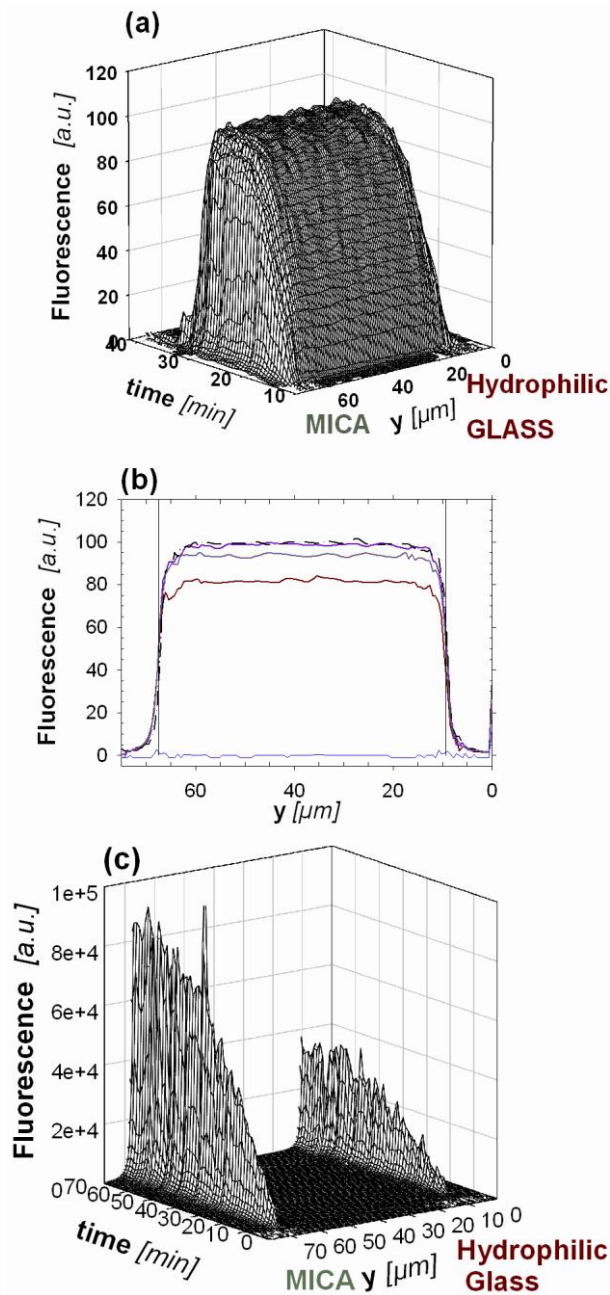 (a)
120
100
80
60
40
20
0
Fluorescence [a.u.]
40
30
20
10
time [min]
60
40
20
0
MICA y [µm] Hydrophilic
GLASS
(b)
120
100
80
60
40
20
0
Fluorescence [a.u.]
60 40 20 0
y [µm]
(c)
1e+5
8e+4
6e+4
4e+4
2e+4
0
Fluorescence [a.u.]
70 60 50 40 30 20 10 0
time [min]
70 60 50 40 30 20 10 0
MICA y [µm] Hydrophilic
Glass